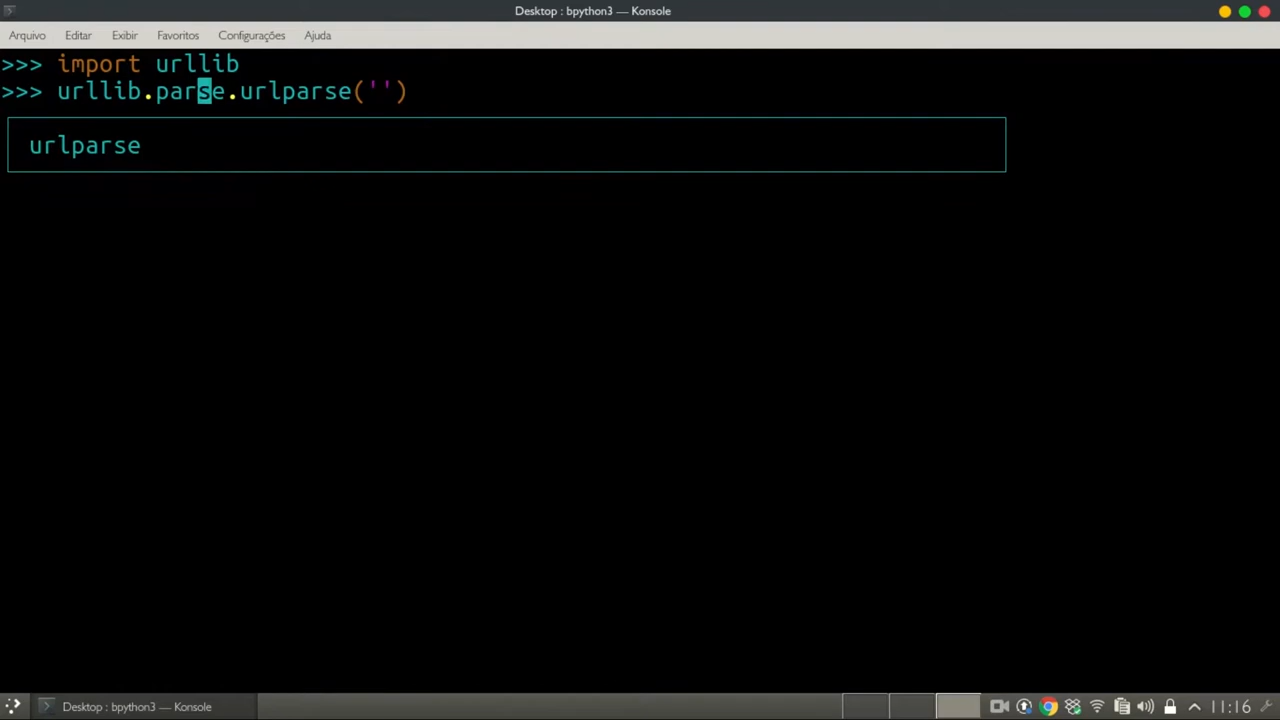 Desktop : bpython3 — Konsole
Arquivo Editar Exibir Favoritos Configurações Ajuda
>>> import urllib
>>> urllib.parse.urlparse('')
urlparse
Desktop : bpython3 — Konsole 11:16